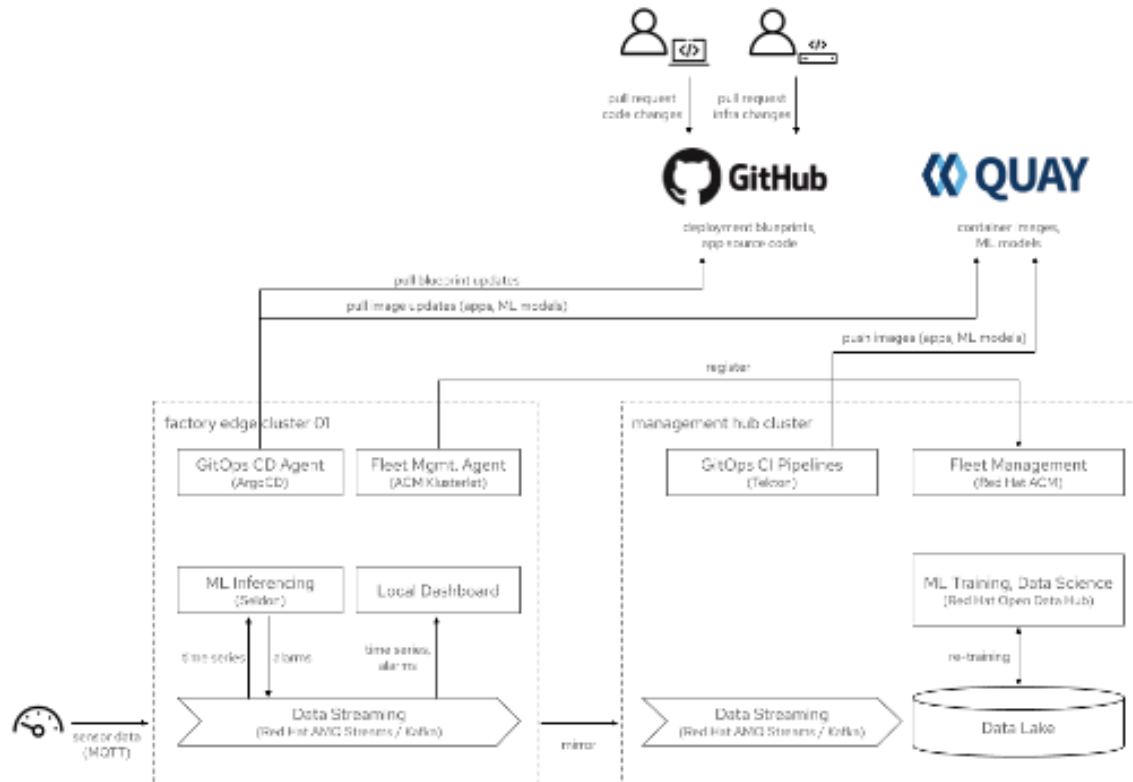 </>
</>
pull request
code changes
pull request
infra changes
GitHub
QUAY
deployment blueprints,
app source code
container images,
ML models
pull blueprint updates
pull image updates (apps, ML models)
push images (apps, ML models)
register
factory edge cluster 01
management hub cluster
GitOps CD Agent
(ArgoCD)
Fleet Mgmt. Agent
(ACM Klusterlet)
GitOps CI Pipelines
(Tekton)
Fleet Management
(Red Hat ACM)
ML Inferencing
(Seldon)
Local Dashboard
ML Training, Data Science
(Red Hat Open Data Hub)
time series
alarms
time series,
alarms
re-training
sensor data
(MQTT)
Data Streaming
(Red Hat AMQ Streams / Kafka)
mirror
Data Streaming
(Red Hat AMQ Streams / Kafka)
Data Lake